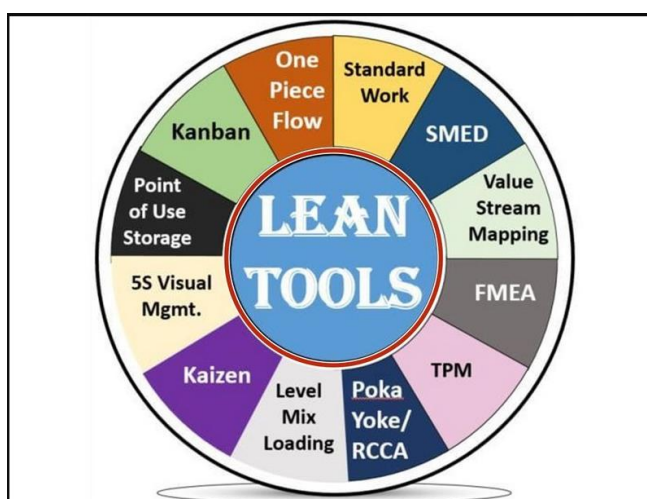 LEAN
TOOLS
One
Piece
Flow
Standard
Work
SMED
Value
Stream
Mapping
FMEA
TPM
Poka
Yoke/
RCCA
Level
Mix
Loading
Kaizen
5S Visual
Mgmt.
Point
of Use
Storage
Kanban